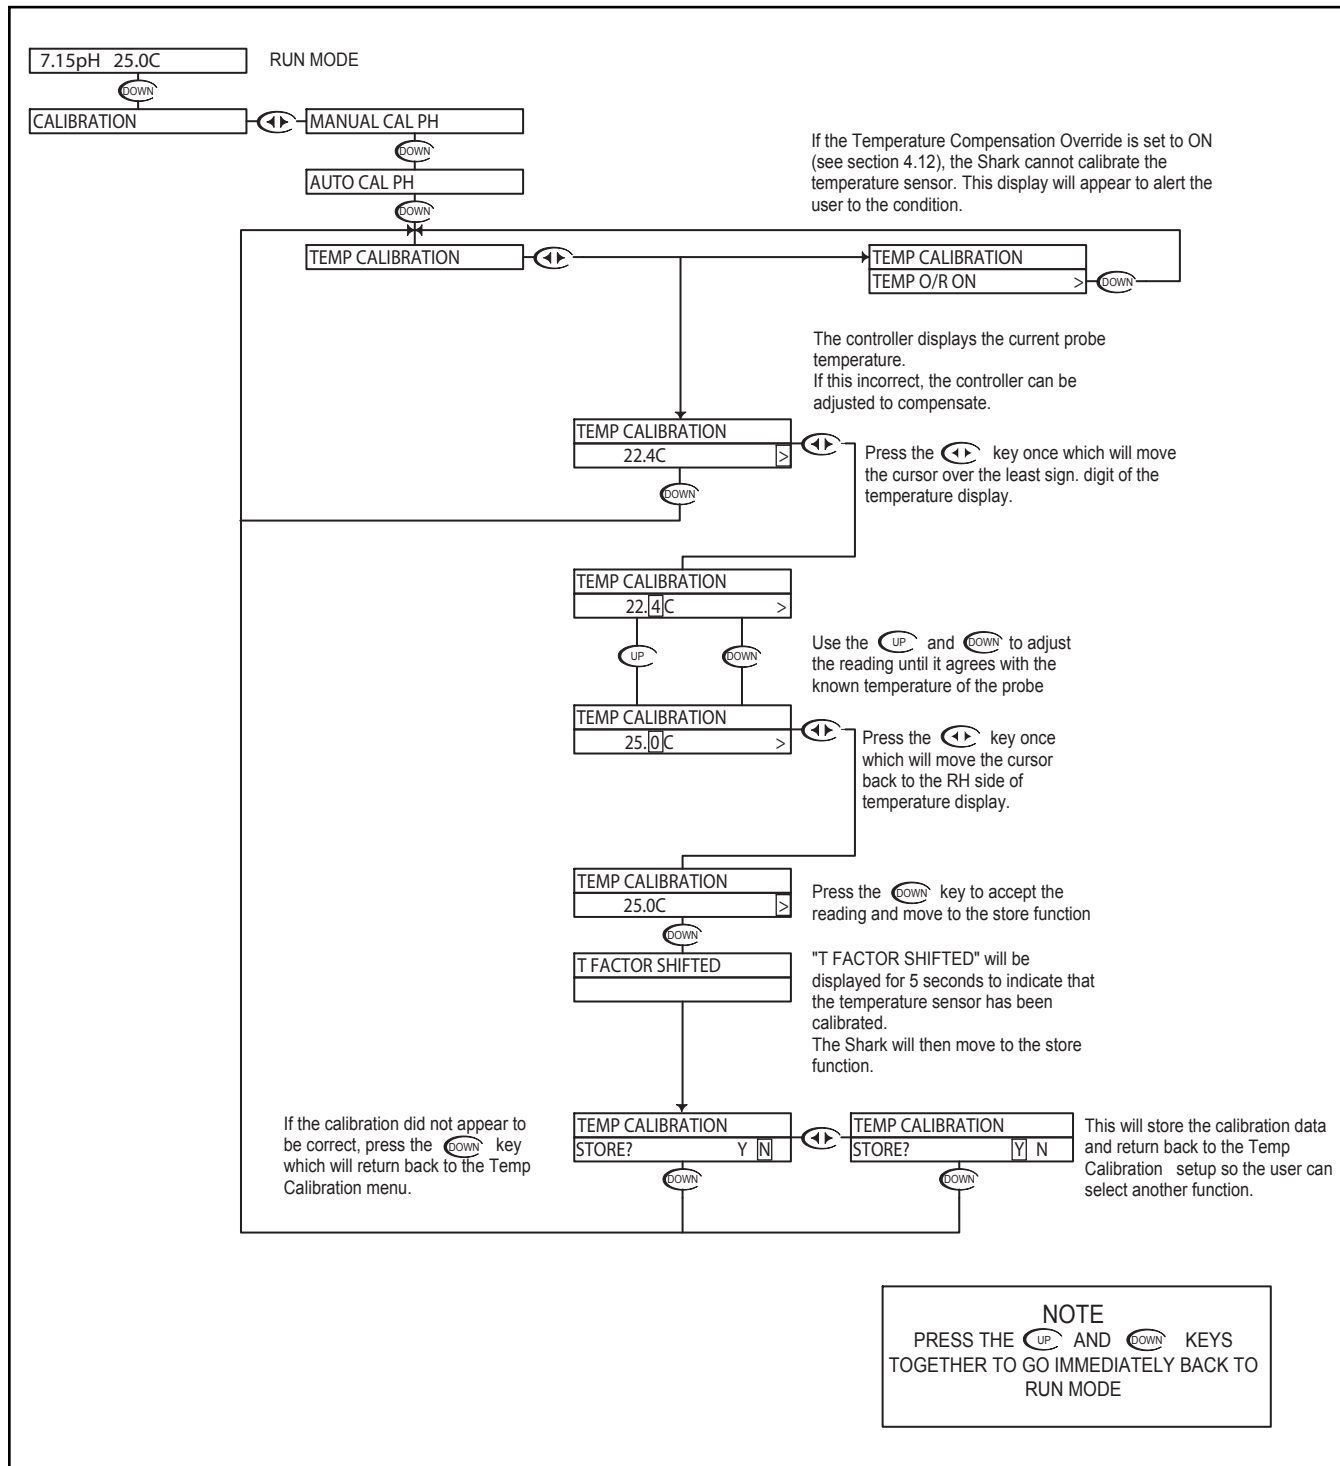 7.15pH 25.0C
RUN MODE
DOWN
CALIBRATION
MANUAL CAL PH
DOWN
AUTO CAL PH
DOWN
If the Temperature Compensation Override is set to ON
(see section 4.12), the Shark cannot calibrate the
temperature sensor. This display will appear to alert the
user to the condition.
TEMP CALIBRATION
TEMP CALIBRATION
TEMP O/R ON >
DOWN
The controller displays the current probe
temperature.
If this incorrect, the controller can be
adjusted to compensate.
TEMP CALIBRATION
22.4C >
DOWN
Press the key once which will move
the cursor over the least sign. digit of the
temperature display.
TEMP CALIBRATION
22.4C >
UP DOWN
Use the UP and DOWN to adjust
the reading until it agrees with the
known temperature of the probe
TEMP CALIBRATION
25.0C >
Press the key once
which will move the cursor
back to the RH side of
temperature display.
TEMP CALIBRATION
25.0C >
DOWN
Press the DOWN key to accept the
reading and move to the store function
T FACTOR SHIFTED
"T FACTOR SHIFTED" will be
displayed for 5 seconds to indicate that
the temperature sensor has been
calibrated.
The Shark will then move to the store
function.
If the calibration did not appear to
be correct, press the DOWN key
which will return back to the Temp
Calibration menu.
TEMP CALIBRATION
STORE? Y N
DOWN
TEMP CALIBRATION
STORE? Y N
DOWN
This will store the calibration data
and return back to the Temp
Calibration setup so the user can
select another function.
NOTE
PRESS THE UP AND DOWN KEYS
TOGETHER TO GO IMMEDIATELY BACK TO
RUN MODE